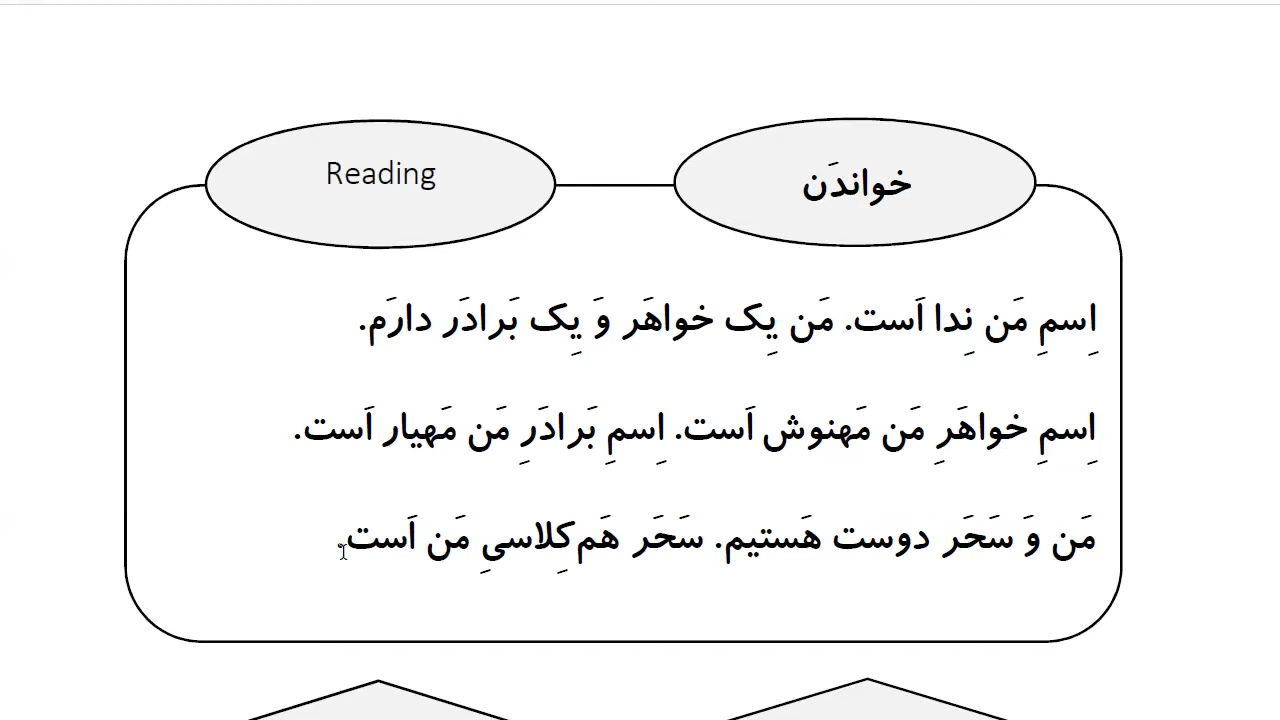 Reading
خواندَن
اِسمِ مَن نِدا اَست. مَن یِک خواهَر وَ یِک بَرادَر دارَم.
اِسمِ خواهَرِ مَن مَهنوش اَست. اِسمِ بَرادَرِ مَن مَهیار اَست.
مَن وَ سَحَر دوست هَستیم. سَحَر هَم‌کِلاسیِ مَن اَست.